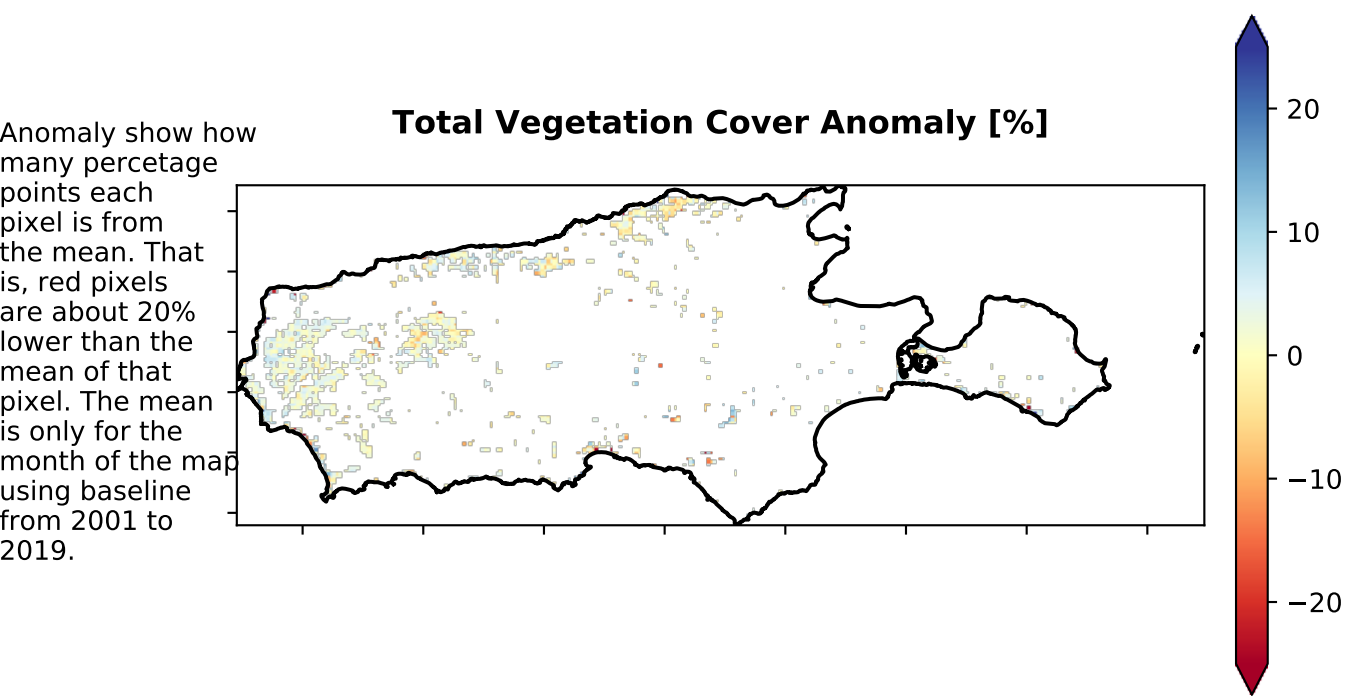 Total Vegetation Cover Anomaly [%]
Anomaly show how
many percetage
points each
pixel is from
the mean. That
is, red pixels
are about 20%
lower than the
mean of that
pixel. The mean
is only for the
month of the map
using baseline
from 2001 to
2019.
20
10
0
−10
−20